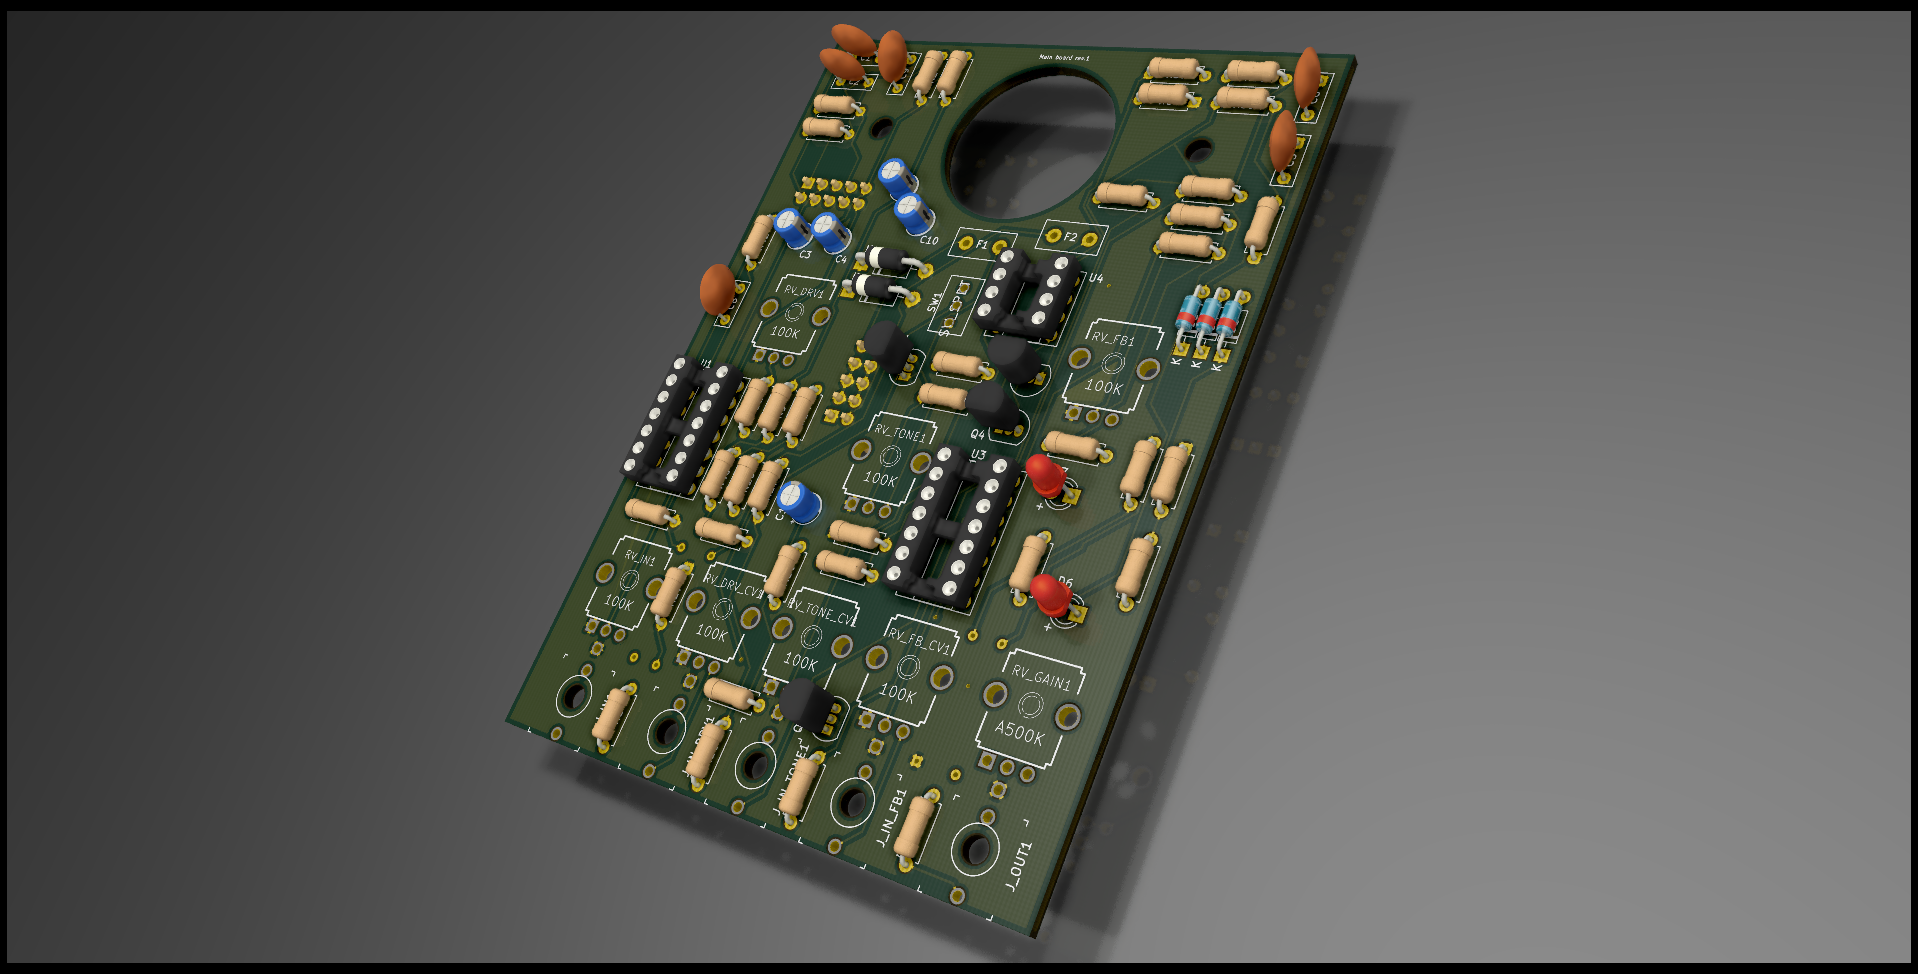 Main board rev.1
C2
C10
C3
C4
F1
F2
U4
SW1
RV_DRV1
100K
RV_FB1
100K
K K K
U1
RV_TONE1
100K
Q4
U3
+
RV_IN1
100K
RV_DRV_CV1
100K
RV_TONE_CV1
100K
RV_FB_CV1
100K
D6
+
RV_GAIN1
A500K
J_IN_FB1
J_OUT1